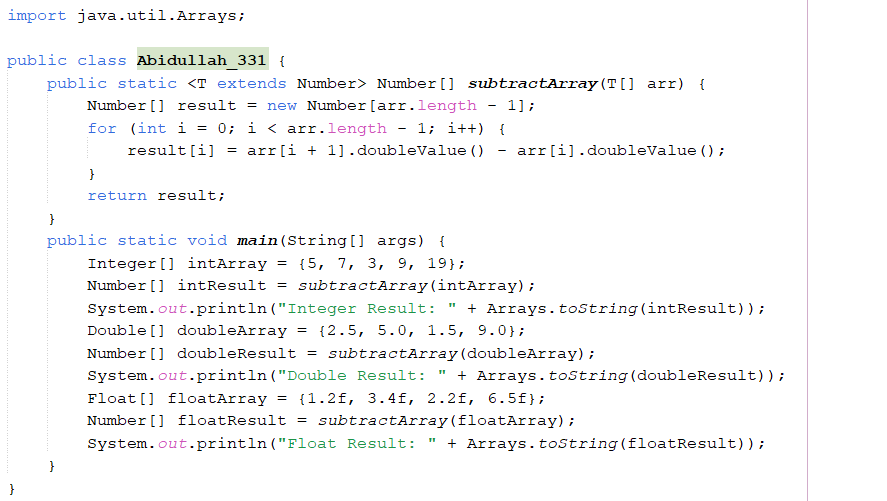 import java.util.Arrays;
public class Abidullah_331 {
public static <T extends Number> Number[] subtractArray(T[] arr) {
Number[] result = new Number[arr.length - 1];
for (int i = 0; i < arr.length - 1; i++) {
result[i] = arr[i + 1].doubleValue() - arr[i].doubleValue();
}
return result;
}
public static void main(String[] args) {
Integer[] intArray = {5, 7, 3, 9, 19};
Number[] intResult = subtractArray(intArray);
System.out.println("Integer Result: " + Arrays.toString(intResult));
Double[] doubleArray = {2.5, 5.0, 1.5, 9.0};
Number[] doubleResult = subtractArray(doubleArray);
System.out.println("Double Result: " + Arrays.toString(doubleResult));
Float[] floatArray = {1.2f, 3.4f, 2.2f, 6.5f};
Number[] floatResult = subtractArray(floatArray);
System.out.println("Float Result: " + Arrays.toString(floatResult));
}
}